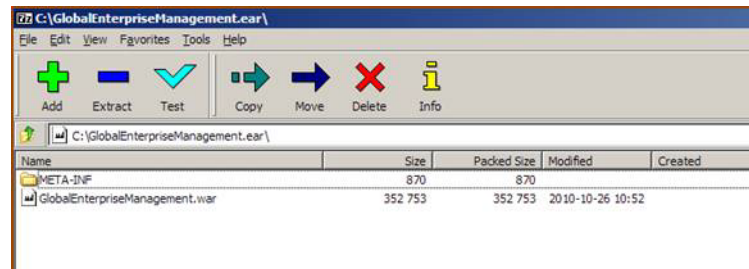 C:\GlobalEnterpriseManagement.ear\
File Edit View Favorites Tools Help
Add Extract Test Copy Move Delete Info
C:\GlobalEnterpriseManagement.ear\
Name Size Packed Size Modified Created
META-INF 870 870
GlobalEnterpriseManagement.war 352 753 352 753 2010-10-26 10:52